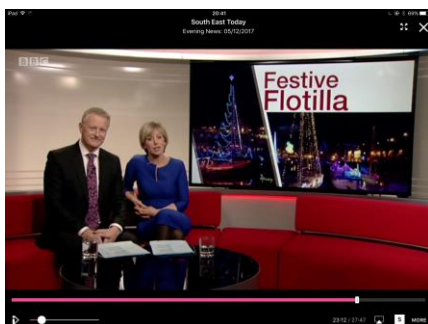 iPad
20:41
69%
South East Today
Evening News: 05/12/2017
BBC
Festive
Flotilla
23:12 / 27:47
S
MORE